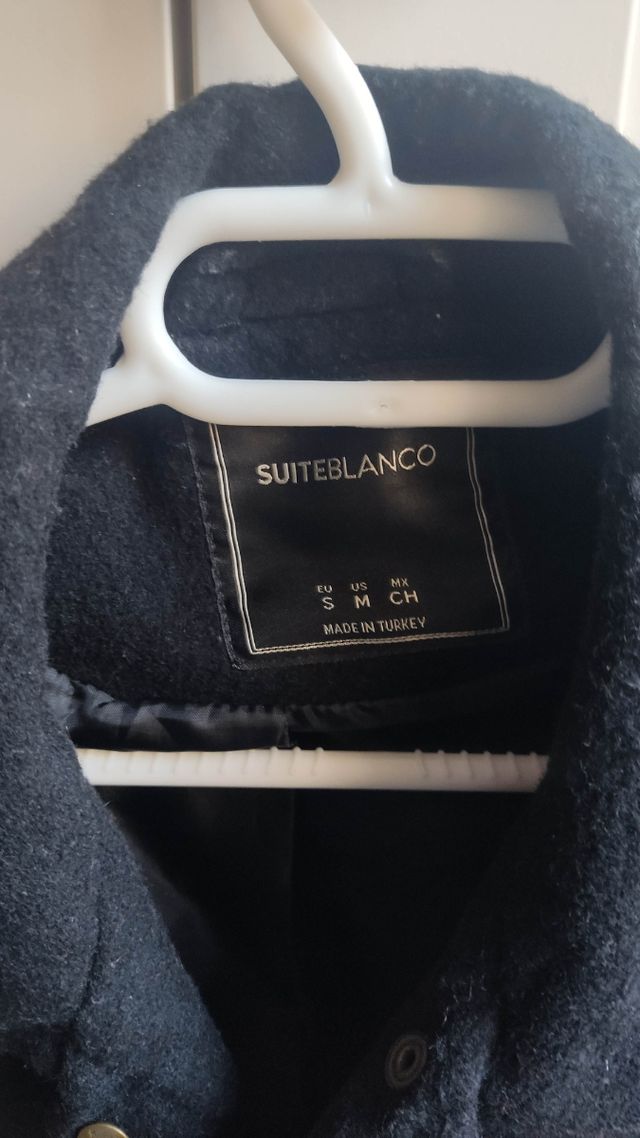 SUITEBLANCO
EU US MX
S M CH
MADE IN TURKEY